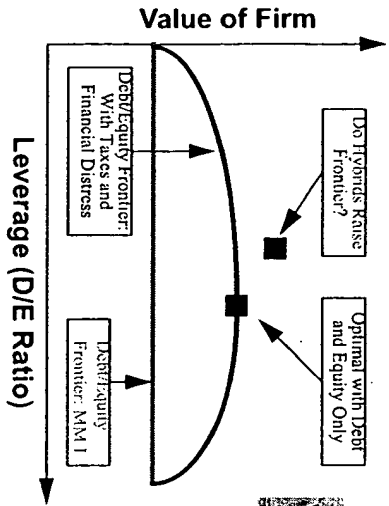 Value of Firm
Do Hybrids Raise
Frontier?
Optimal with Debt
and Equity Only
Debt/Equity Frontier:
With Taxes and
Financial Distress
Debt/Equity
Frontier: MM I
Leverage (D/E Ratio)